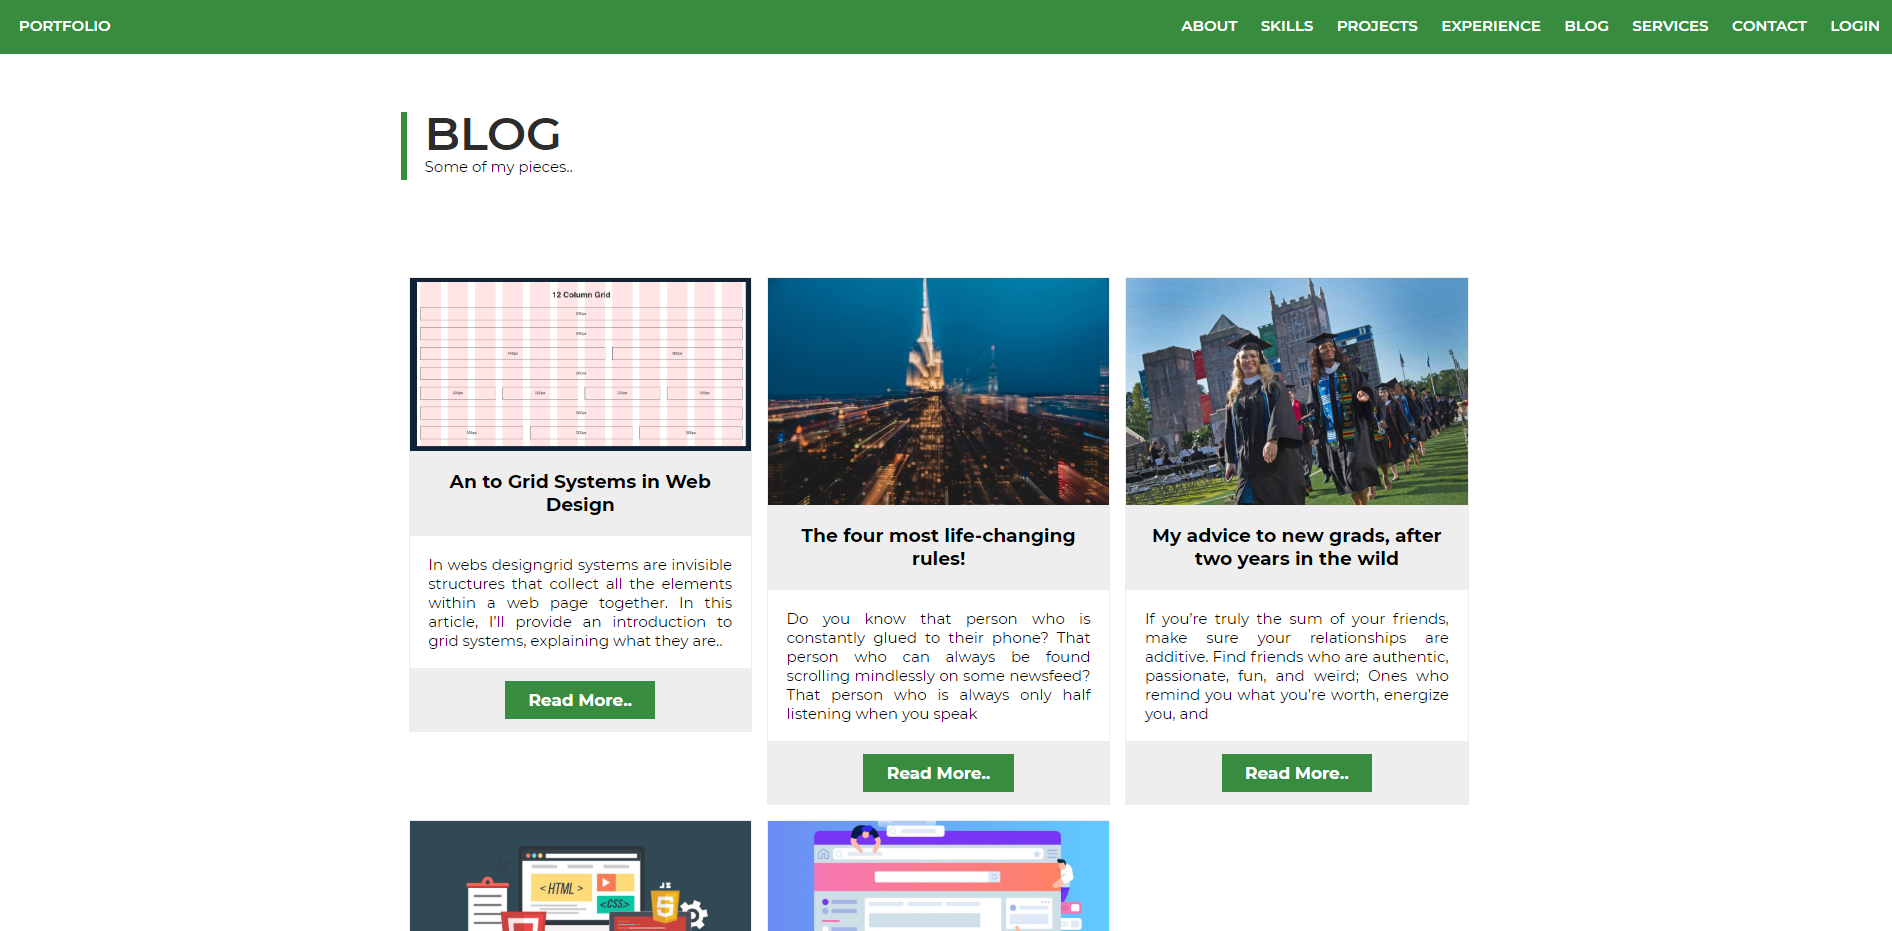 PORTFOLIO
ABOUT SKILLS PROJECTS EXPERIENCE BLOG SERVICES CONTACT LOGIN
BLOG
Some of my pieces..
12 Column Grid
An to Grid Systems in Web
Design
In webs designgrid systems are invisible
structures that collect all the elements
within a web page together. In this
article, I'll provide an introduction to
grid systems, explaining what they are..
Read More..
The four most life-changing
rules!
Do you know that person who is
constantly glued to their phone? That
person who can always be found
scrolling mindlessly on some newsfeed?
That person who is always only half
listening when you speak
Read More..
My advice to new grads, after
two years in the wild
If you’re truly the sum of your friends,
make sure your relationships are
additive. Find friends who are authentic,
passionate, fun, and weird; Ones who
remind you what you’re worth, energize
you, and
Read More..
< HTML >
<CSS>
JS